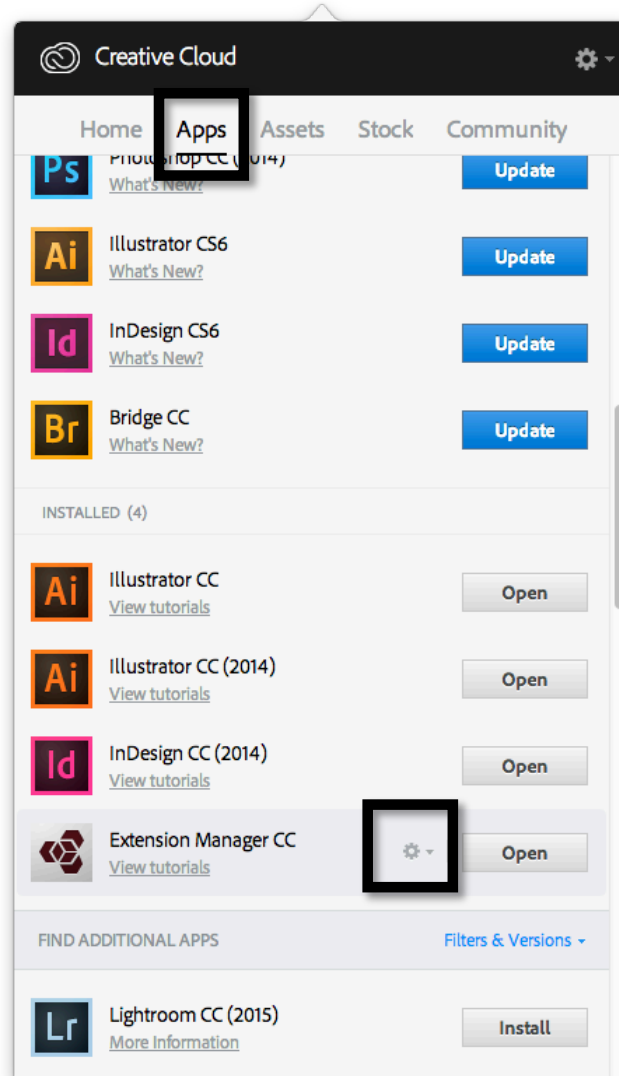 Creative Cloud
Home Apps Assets Stock Community
Ps Photoshop CC (2014) Update
What's New?
Ai Illustrator CS6 Update
What's New?
Id InDesign CS6 Update
What's New?
Br Bridge CC Update
What's New?
INSTALLED (4)
Ai Illustrator CC Open
View tutorials
Ai Illustrator CC (2014) Open
View tutorials
Id InDesign CC (2014) Open
View tutorials
Extension Manager CC Open
View tutorials
FIND ADDITIONAL APPS Filters & Versions
Lr Lightroom CC (2015) Install
More Information